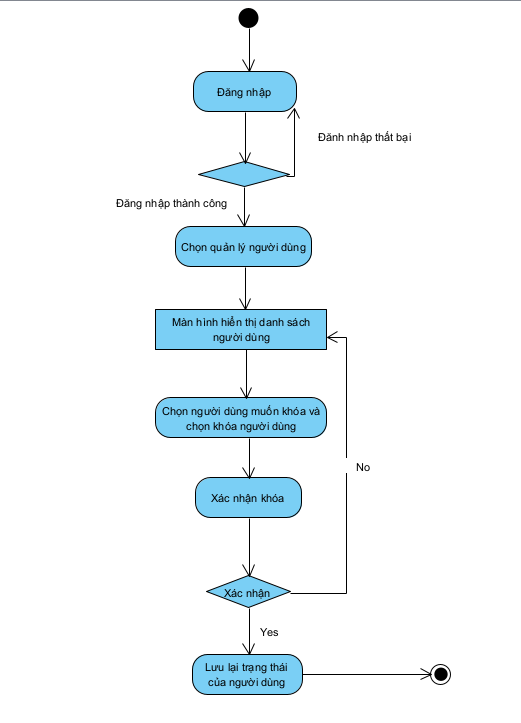 Đăng nhập
Đănh nhập thất bại
Đăng nhập thành công
Chọn quản lý người dùng
Màn hình hiển thị danh sách
người dùng
Chọn người dùng muốn khóa và
chọn khóa người dùng
No
Xác nhận khóa
Xác nhận
Yes
Lưu lại trạng thái
của người dùng